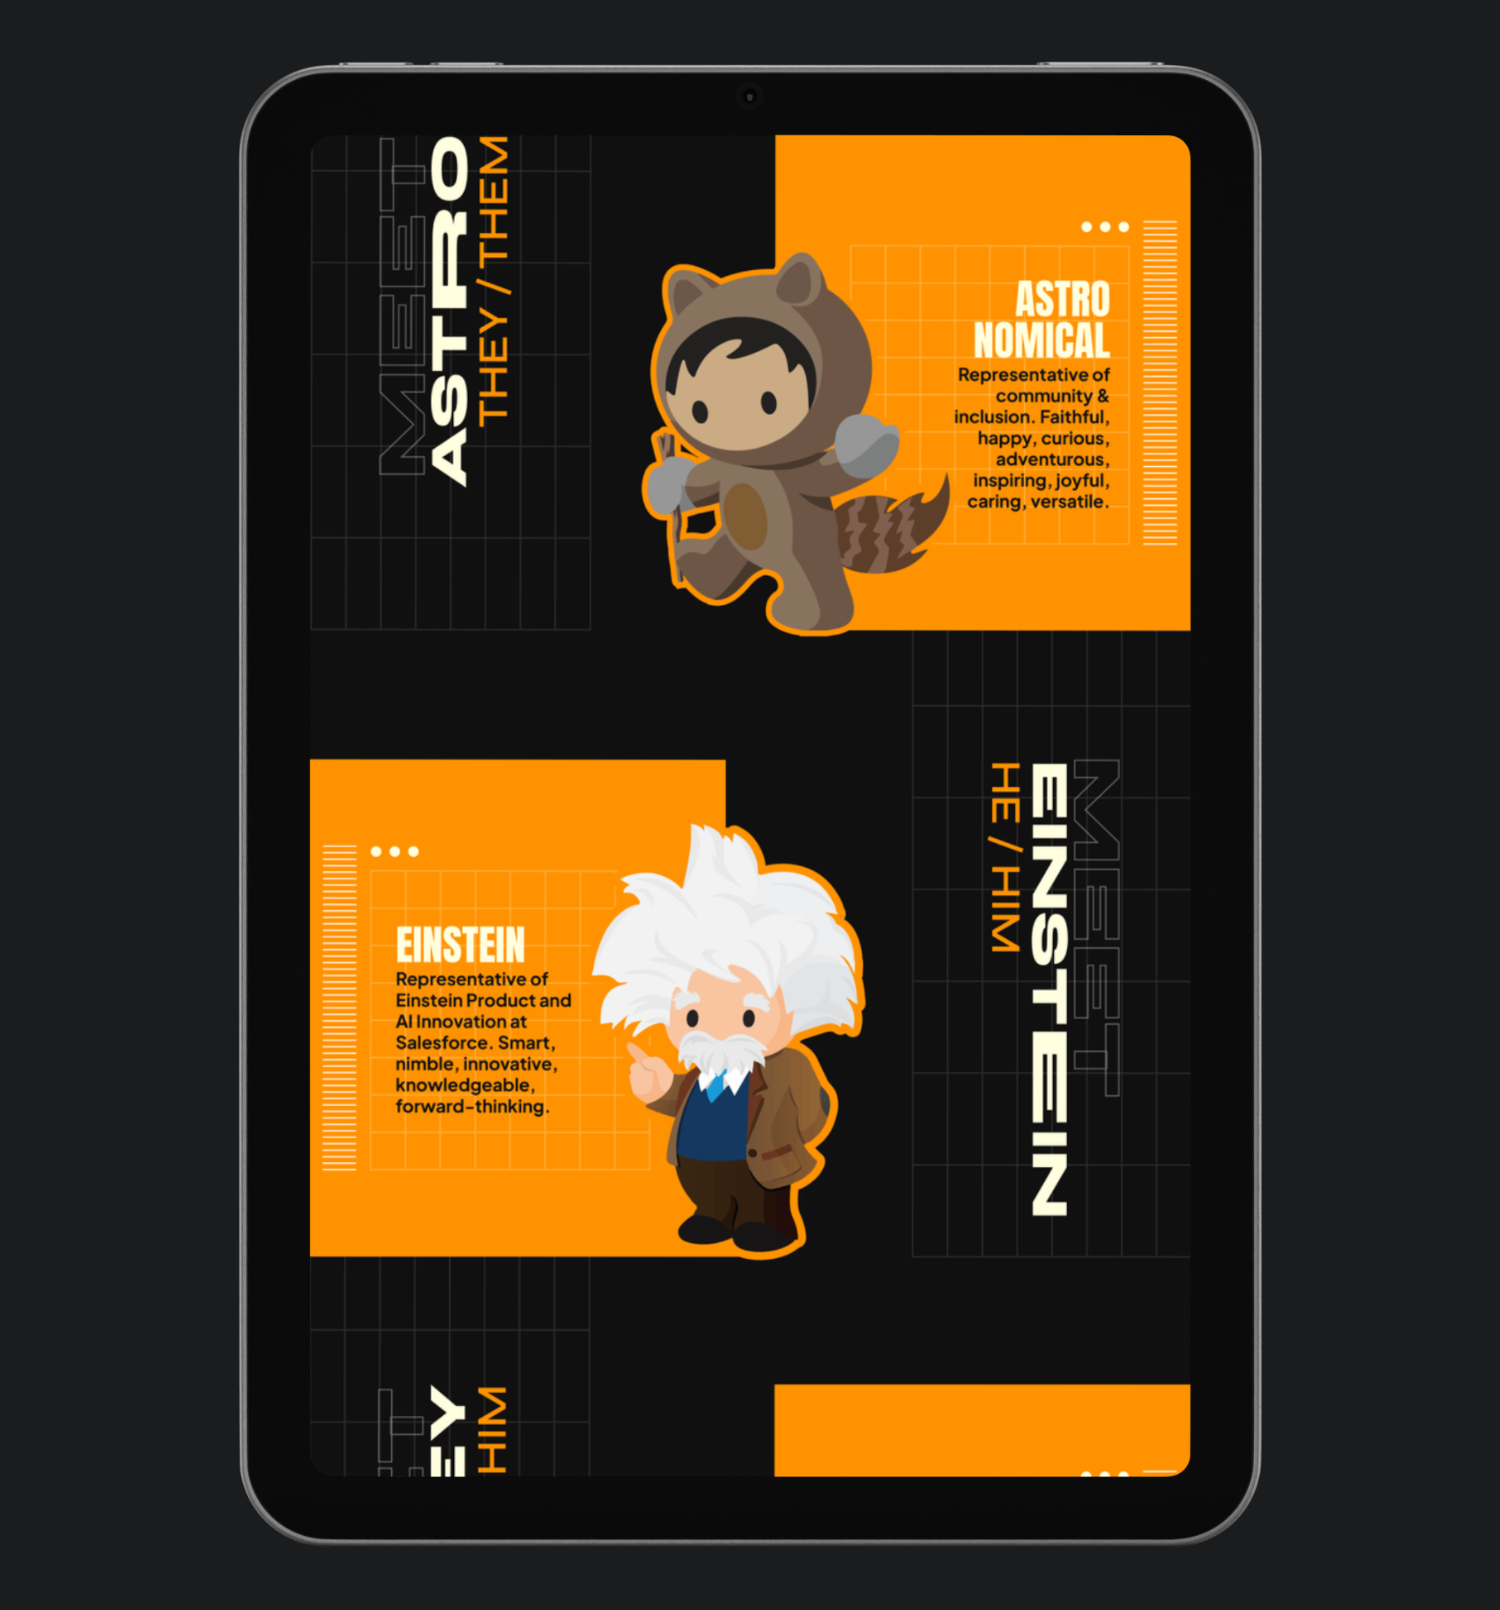 MEET
ASTRO
THEY / THEM
ASTRO
NOMICAL
Representative of
community &
inclusion. Faithful,
happy, curious,
adventurous,
inspiring, joyful,
caring, versatile.
EINSTEIN
Representative of
Einstein Product and
AI Innovation at
Salesforce. Smart,
nimble, innovative,
knowledgeable,
forward-thinking.
MEET
EINSTEIN
HE / HIM
HIM